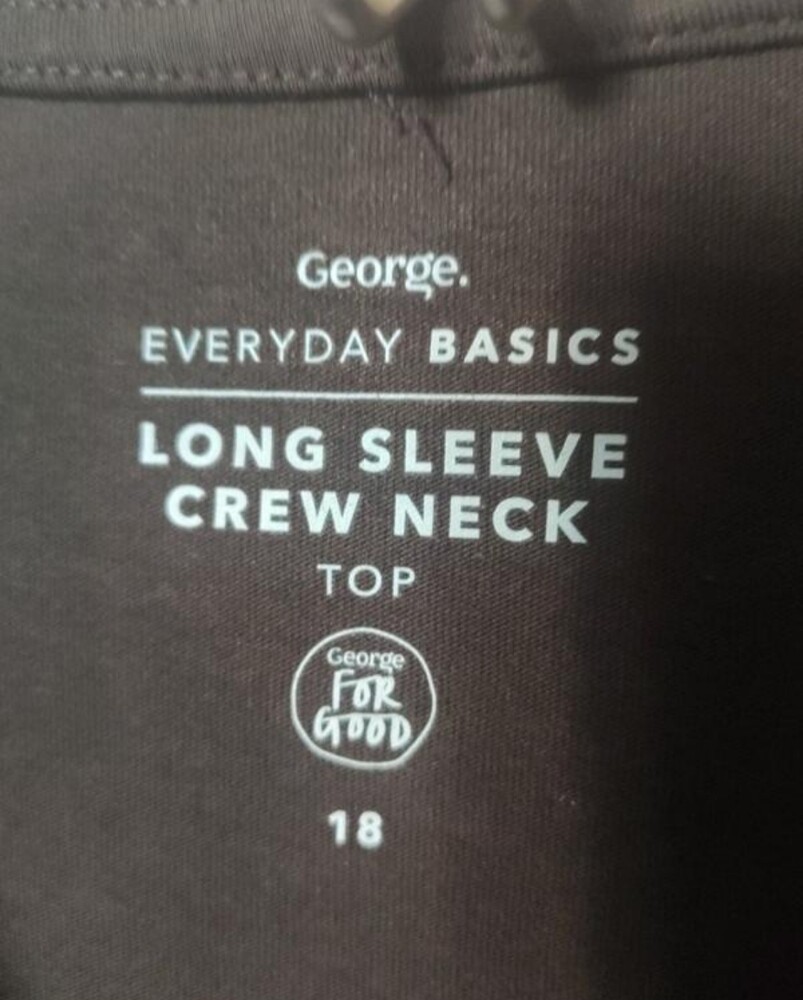 George.
EVERYDAY BASICS
LONG SLEEVE
CREW NECK
TOP
George
FOR
GOOD
18